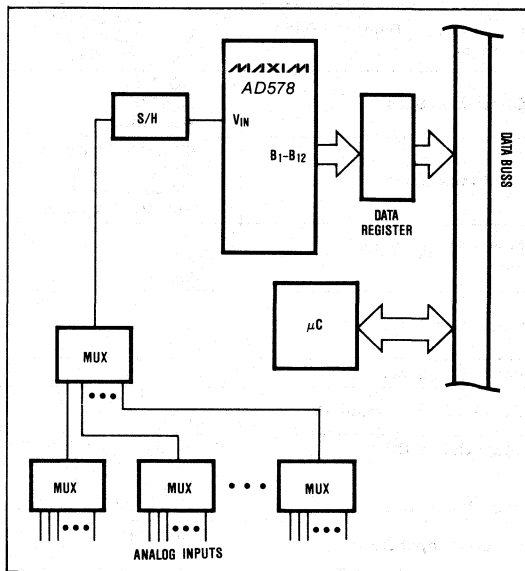 MAXIM
AD578
S/H
VIN
B1–B12
DATA
REGISTER
DATA BUSS
μC
MUX
MUX
MUX
MUX
ANALOG INPUTS